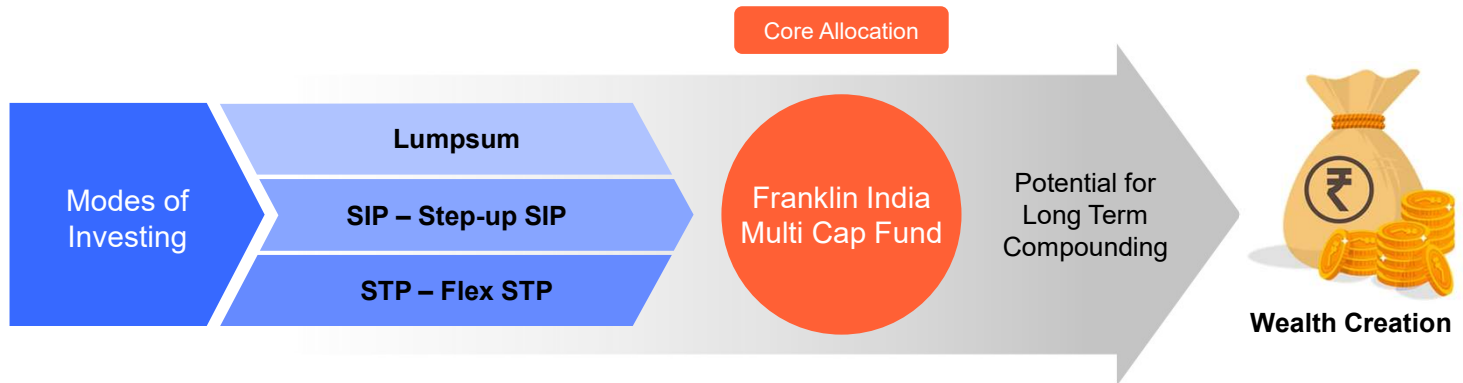 Core Allocation
Modes of
Investing
Lumpsum
SIP – Step-up SIP
STP – Flex STP
Franklin India
Multi Cap Fund
Potential for
Long Term
Compounding
₹
Wealth Creation